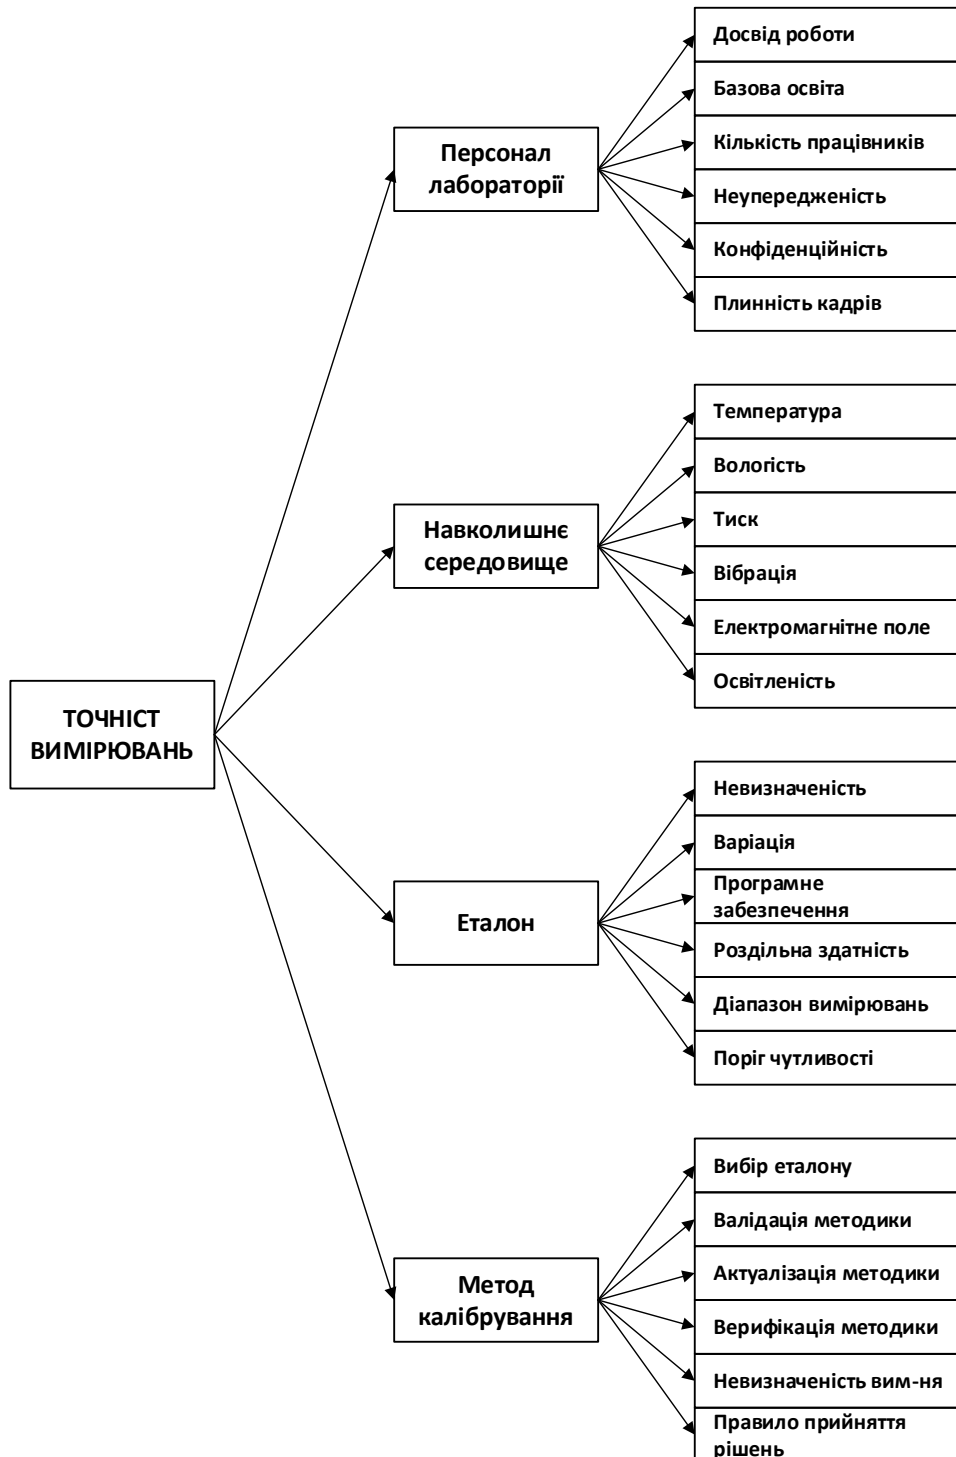 ТОЧНІСТ
ВИМІРЮВАНЬ
Персонал
лабораторії
Досвід роботи
Базова освіта
Кількість працівників
Неупередженість
Конфіденційність
Плинність кадрів
Навколишнє
середовище
Температура
Вологість
Тиск
Вібрація
Електромагнітне поле
Освітленість
Еталон
Невизначеність
Варіація
Програмне
забезпечення
Роздільна здатність
Діапазон вимірювань
Поріг чутливості
Метод
калібрування
Вибір еталону
Валідація методики
Актуалізація методики
Верифікація методики
Невизначеність вим-ня
Правило прийняття
рішень